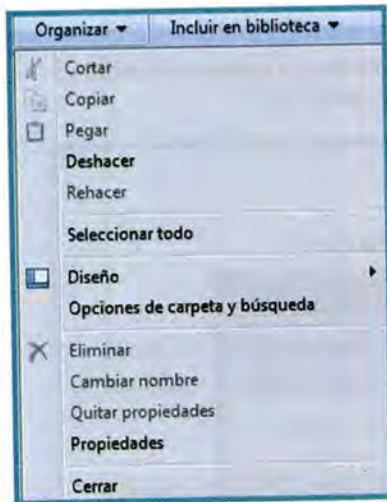 Organizar Incluir en biblioteca
Cortar
Copiar
Pegar
Deshacer
Rehacer
Seleccionar todo
Diseño
Opciones de carpeta y búsqueda
Eliminar
Cambiar nombre
Quitar propiedades
Propiedades
Cerrar